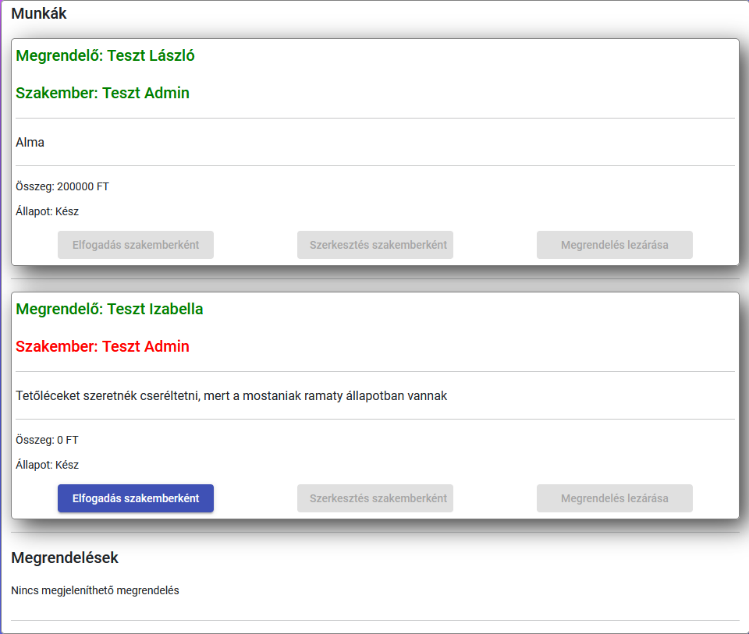 Munkák
Megrendelő: Teszt László
Szakember: Teszt Admin
Alma
Összeg: 200000 FT
Állapot: Kész
Elfogadás szakemberként
Szerkesztés szakemberként
Megrendelés lezárása
Megrendelő: Teszt Izabella
Szakember: Teszt Admin
Tetőléceket szeretnék cseréltetni, mert a mostaniak ramaty állapotban vannak
Összeg: 0 FT
Állapot: Kész
Elfogadás szakemberként
Szerkesztés szakemberként
Megrendelés lezárása
Megrendelések
Nincs megjeleníthető megrendelés